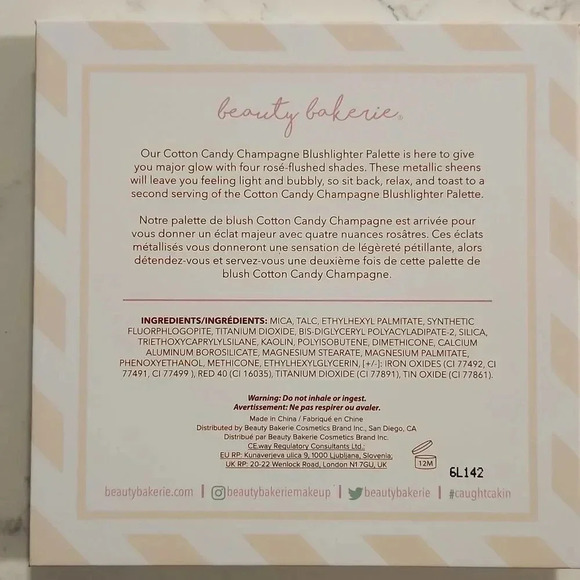 beauty bakerie®
Our Cotton Candy Champagne Blushlighter Palette is here to give
you major glow with four rosé-flushed shades. These metallic sheens
will leave you feeling light and bubbly, so sit back, relax, and toast to a
second serving of the Cotton Candy Champagne Blushlighter Palette.
Notre palette de blush Cotton Candy Champagne est arrivée pour
vous donner un éclat majeur avec quatre nuances rosâtres. Ces éclats
métallisés vous donneront une sensation de légèreté pétillante, alors
détendez-vous et servez-vous une deuxième fois de cette palette de
blush Cotton Candy Champagne.
INGREDIENTS/INGRÉDIENTS: MICA, TALC, ETHYLHEXYL PALMITATE, SYNTHETIC
FLUORPHLOGOPITE, TITANIUM DIOXIDE, BIS-DIGLYCERYL POLYACYLADIPATE-2, SILICA,
TRIETHOXYCAPRYLYLSILANE, KAOLIN, POLYISOBUTENE, DIMETHICONE, CALCIUM
ALUMINUM BOROSILICATE, MAGNESIUM STEARATE, MAGNESIUM PALMITATE,
PHENOXYETHANOL, METHICONE, ETHYLHEXYLGLYCERIN, [+/-]: IRON OXIDES (CI 77492, CI
77491, CI 77499 ), RED 40 (CI 16035), TITANIUM DIOXIDE (CI 77891), TIN OXIDE (CI 77861).
Warning: Do not inhale or ingest.
Avertissement: Ne pas respirer ou avaler.
Made in China / Fabriqué en Chine
Distributed by Beauty Bakerie Cosmetics Brand Inc., San Diego, CA
Distribué par Beauty Bakerie Cosmetics Brand Inc.
CE.way Regulatory Consultants Ltd.:
EU RP: Kunaverjeva ulica 9, 1000 Ljubljana, Slovenia,
UK RP: 20-22 Wenlock Road, London N1 7GU, UK
12M
6L142
beautybakerie.com | beautybakeriemakeup | beautybakerie | #caughtcakin